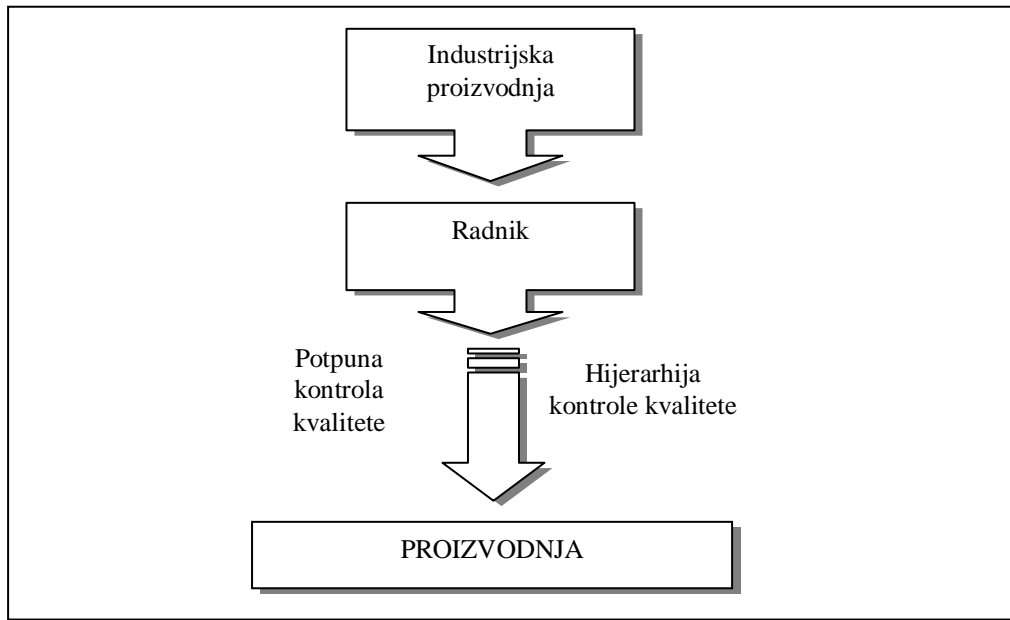 Industrijska
proizvodnja
Radnik
Potpuna
kontrola
kvalitete
Hijerarhija
kontrole kvalitete
PROIZVODNJA